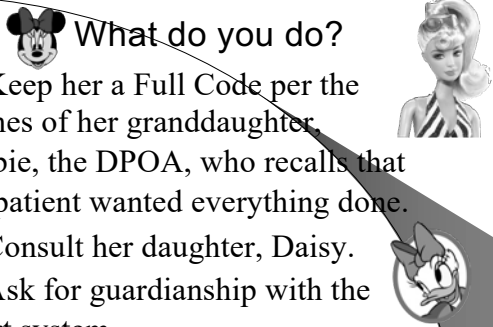 What do you do?
Keep her a Full Code per the
hes of her granddaughter,
bie, the DPOA, who recalls that
patient wanted everything done.
Consult her daughter, Daisy.
Ask for guardianship with the